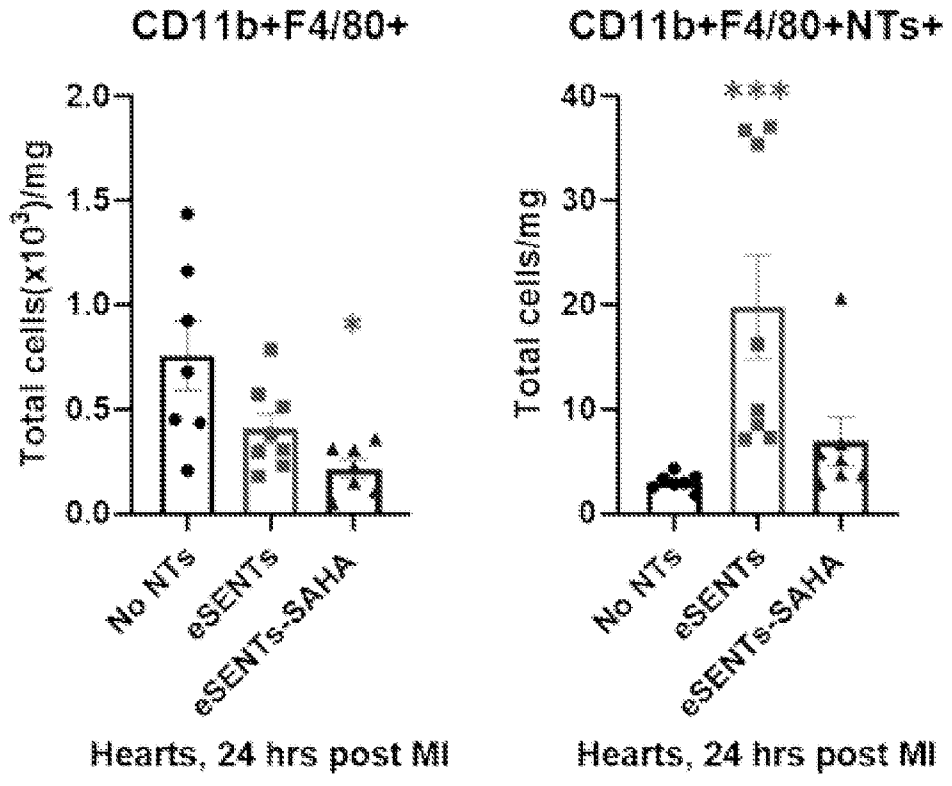 CD11b+F4/80+
Total cells(x10³)/mg
2.0
1.5
1.0
0.5
0.0
*
No NTs
eSENTs
eSENTs-SAHA
Hearts, 24 hrs post MI
CD11b+F4/80+NTs+
Total cells/mg
40
30
20
10
0
***
No NTs
eSENTs
eSENTs-SAHA
Hearts, 24 hrs post MI